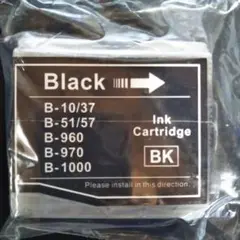 Black
B-10/37
B-51/57
B-960
B-970
B-1000
Ink
Cartridge
BK
Please install in this direction.